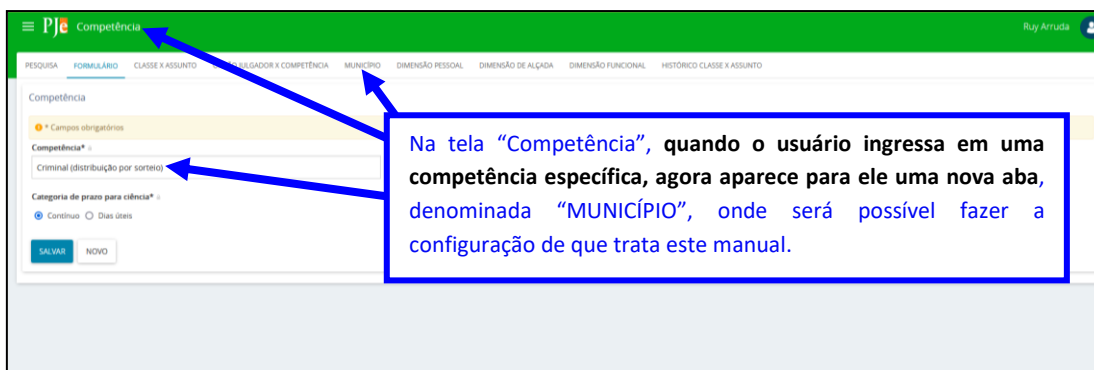 PJe Competência Ruy Arruda
PESQUISA FORMULÁRIO CLASSE X ASSUNTO JULGADOR X COMPETÊNCIA MUNICÍPIO DIMENSÃO PESSOAL DIMENSÃO DE ALÇADA DIMENSÃO FUNCIONAL HISTÓRICO CLASSE X ASSUNTO
Competência
* Campos obrigatórios
Competência*
Criminal (distribuição por sorteio)
Categoria de prazo para ciência*
Contínuo Dias úteis
SALVAR NOVO
Na tela “Competência”, quando o usuário ingressa em uma
competência específica, agora aparece para ele uma nova aba,
denominada “MUNICÍPIO”, onde será possível fazer a
configuração de que trata este manual.